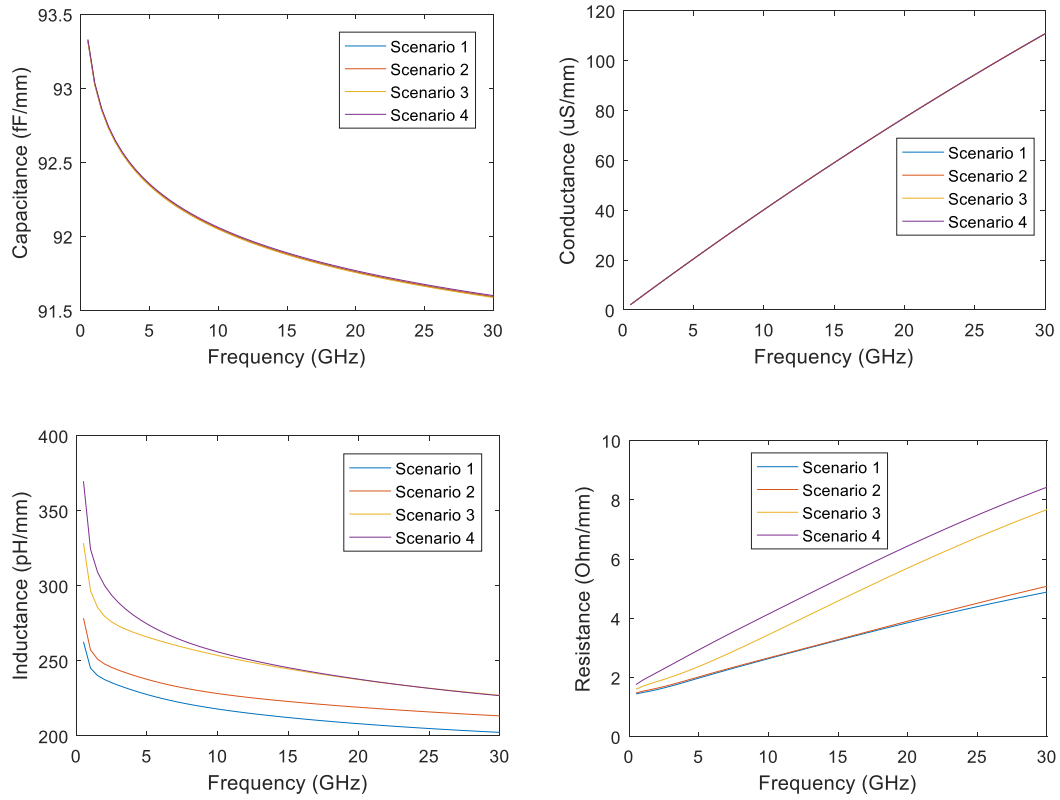 93.5
93
92.5
92
91.5
0
5
10
15
20
25
30
Capacitance (fF/mm)
Frequency (GHz)
Scenario 1
Scenario 2
Scenario 3
Scenario 4
120
100
80
60
40
20
0
0
5
10
15
20
25
30
Conductance (uS/mm)
Frequency (GHz)
Scenario 1
Scenario 2
Scenario 3
Scenario 4
400
350
300
250
200
0
5
10
15
20
25
30
Inductance (pH/mm)
Frequency (GHz)
Scenario 1
Scenario 2
Scenario 3
Scenario 4
10
8
6
4
2
0
0
5
10
15
20
25
30
Resistance (Ohm/mm)
Frequency (GHz)
Scenario 1
Scenario 2
Scenario 3
Scenario 4